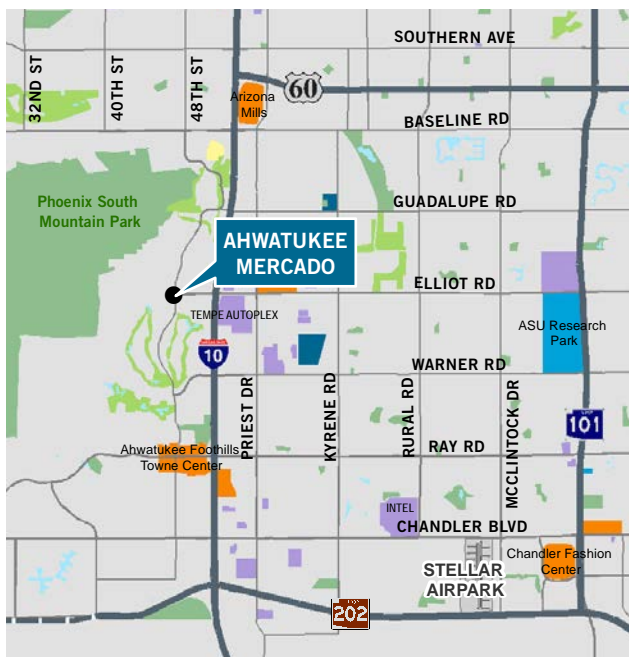 SOUTHERN AVE
32ND ST
40TH ST
48TH ST
60
Arizona
Mills
BASELINE RD
Phoenix South
Mountain Park
GUADALUPE RD
AHWATUKEE
MERCADO
ELLIOT RD
TEMPE AUTOPLEX
ASU Research
Park
10
WARNER RD
PRIEST DR
KYRENE RD
RURAL RD
MCCLINTOCK DR
101
Ahwatukee Foothills
Towne Center
RAY RD
INTEL
CHANDLER BLVD
STELLAR
AIRPARK
Chandler Fashion
Center
202